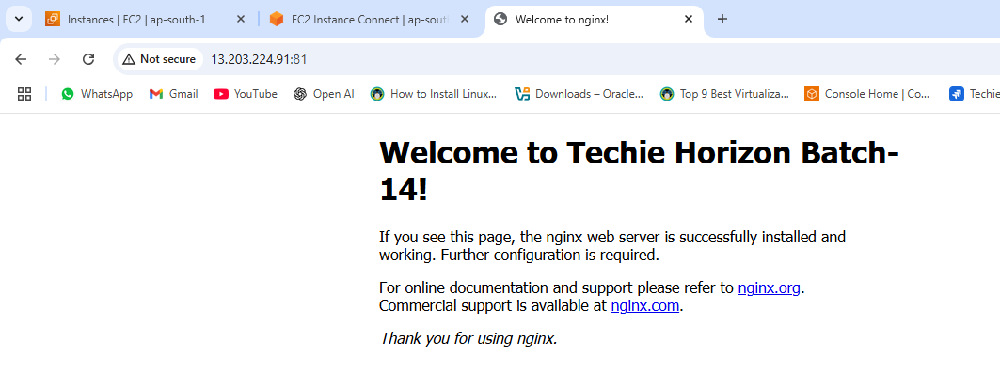 Instances | EC2 | ap-south-1
EC2 Instance Connect | ap-sout
Welcome to nginx!
Not secure
13.203.224.91:81
WhatsApp
Gmail
YouTube
Open AI
How to Install Linux...
Downloads – Oracle...
Top 9 Best Virtualiza...
Console Home | Co...
Techie
Welcome to Techie Horizon Batch-
14!
If you see this page, the nginx web server is successfully installed and
working. Further configuration is required.
For online documentation and support please refer to nginx.org.
Commercial support is available at nginx.com.
Thank you for using nginx.